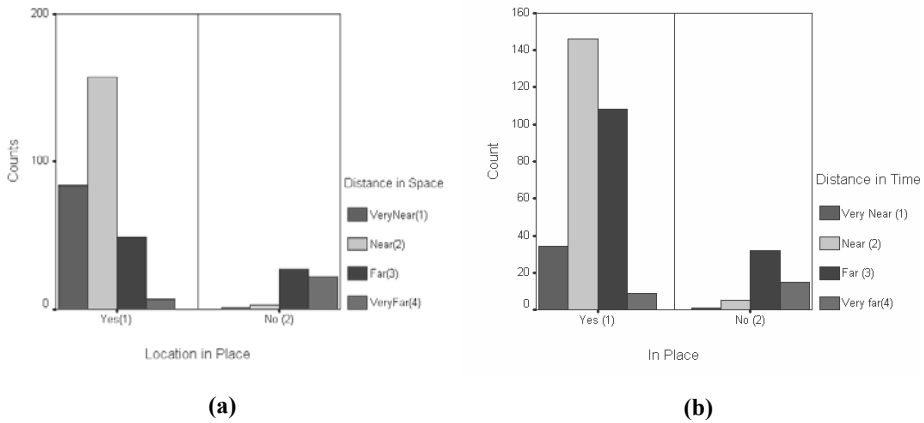 200
100
0
Counts
Yes(1)
No (2)
Location in Place
Distance in Space
VeryNear(1)
Near(2)
Far(3)
VeryFar(4)
(a)
160
140
120
100
80
60
40
20
0
Count
Yes (1)
No (2)
In Place
Distance in Time
Very Near (1)
Near (2)
Far (3)
Very far(4)
(b)